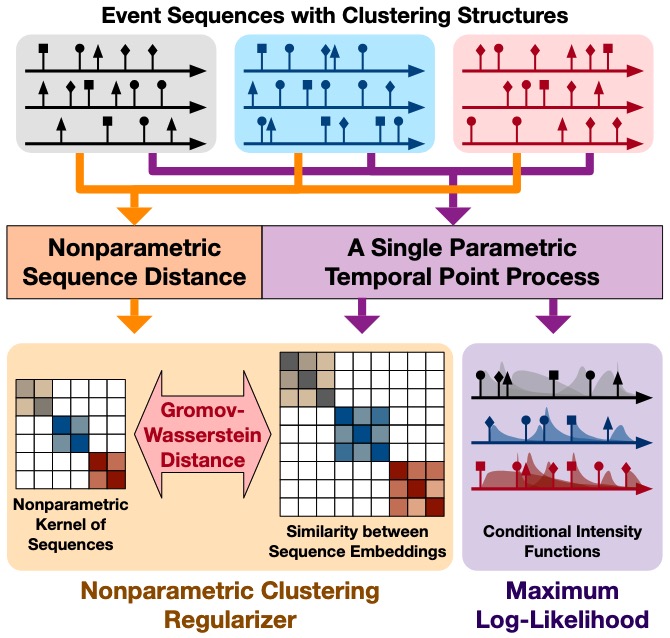 Event Sequences with Clustering Structures
Nonparametric
Sequence Distance
A Single Parametric
Temporal Point Process
Gromov-
Wasserstein
Distance
Nonparametric
Kernel of
Sequences
Similarity between
Sequence Embeddings
Conditional Intensity
Functions
Nonparametric Clustering
Regularizer
Maximum
Log-Likelihood